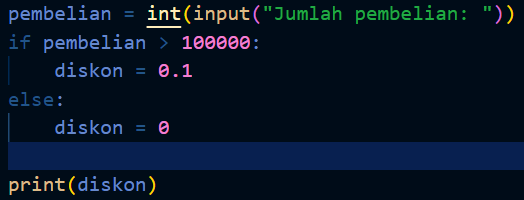 pembelian = int(input("Jumlah pembelian: "))
if pembelian > 100000:
    diskon = 0.1
else:
    diskon = 0

print(diskon)